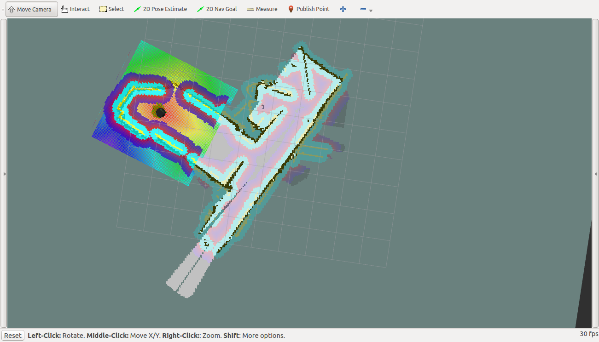 Move Camera Interact Select 2D Pose Estimate 2D Nav Goal Measure Publish Point
Reset Left-Click: Rotate. Middle-Click: Move X/Y. Right-Click:: Zoom. Shift: More options. 30 fps